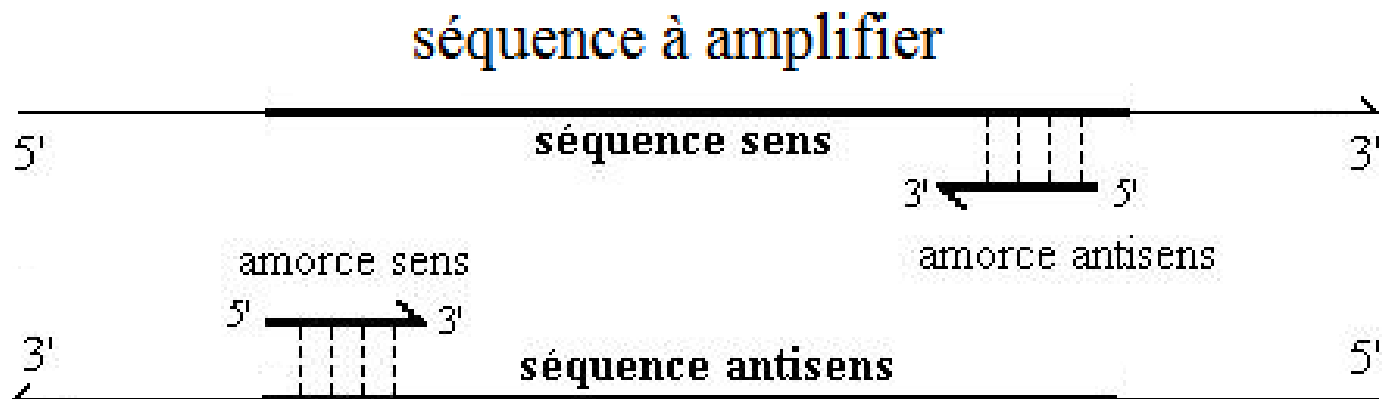 séquence à amplifier
5'
séquence sens
3'
3'
5'
amorce antisens
amorce sens
5'
3'
3'
séquence antisens
5'